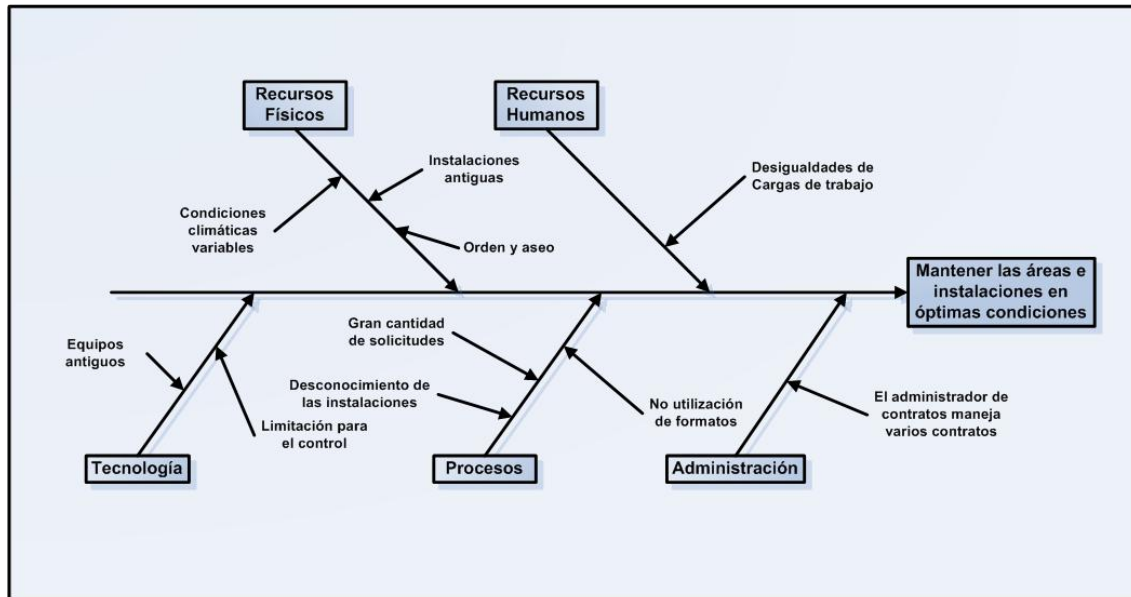 Recursos
Físicos
Recursos
Humanos
Instalaciones
antiguas
Desigualdades de
Cargas de trabajo
Condiciones
climáticas
variables
Orden y aseo
Mantener las áreas e
instalaciones en
óptimas condiciones
Gran cantidad
de solicitudes
Equipos
antiguos
Desconocimiento de
las instalaciones
Limitación para
el control
No utilización
de formatos
El administrador de
contratos maneja
varios contratos
Tecnología
Procesos
Administración